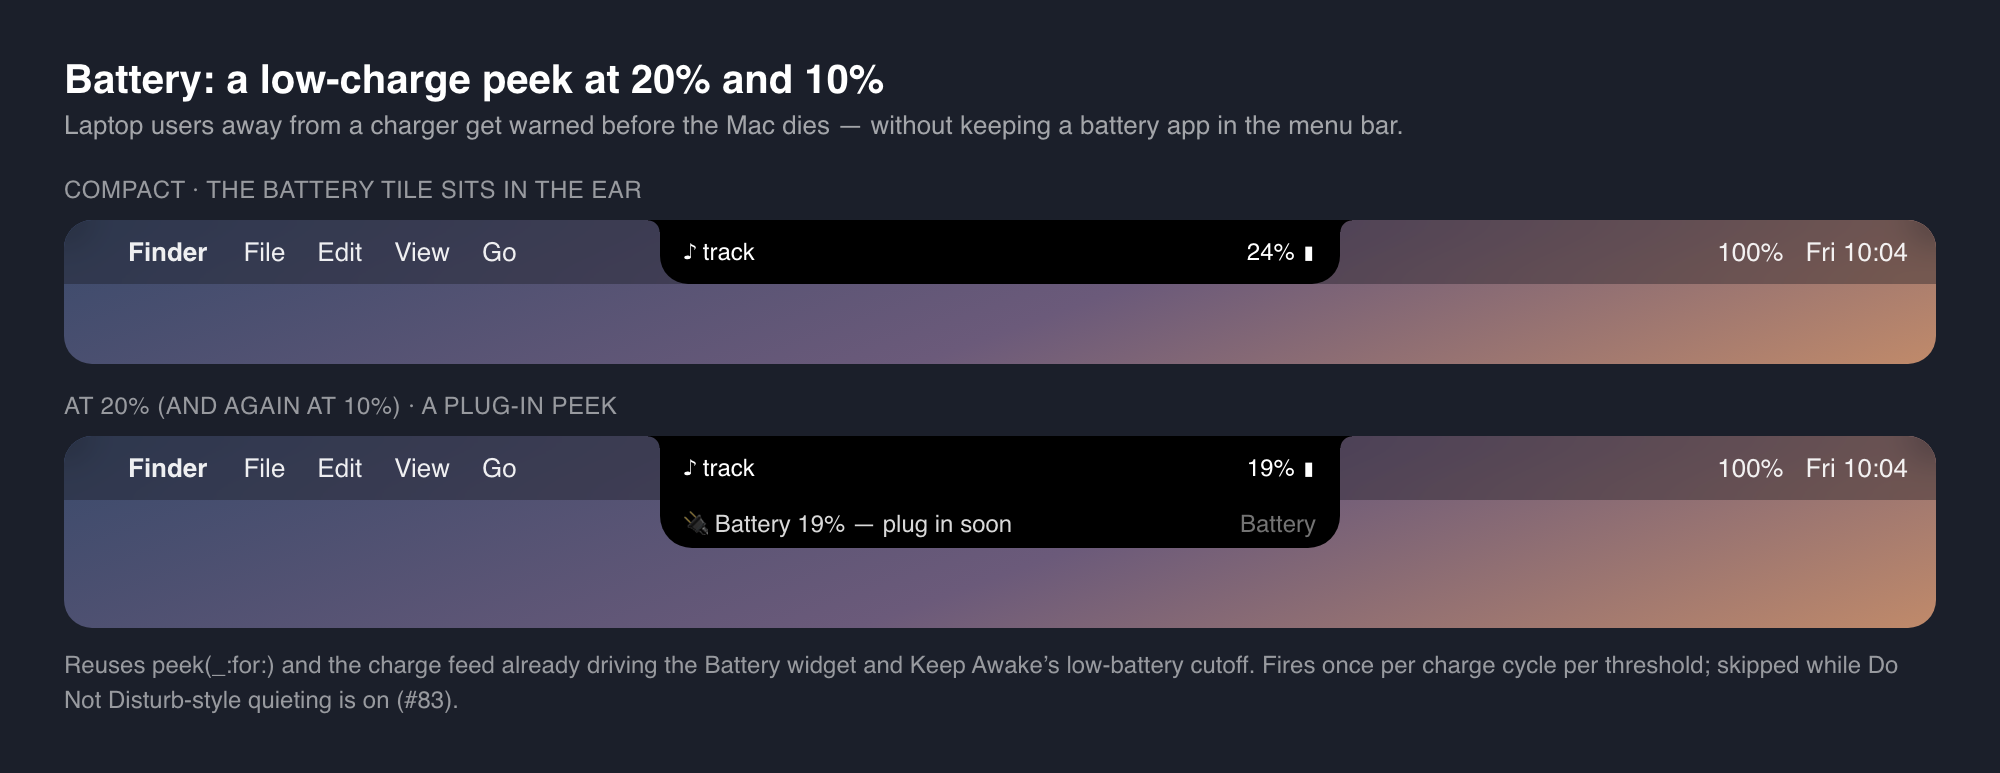 Battery: a low-charge peek at 20% and 10%
Laptop users away from a charger get warned before the Mac dies — without keeping a battery app in the menu bar.
COMPACT · THE BATTERY TILE SITS IN THE EAR
Finder File Edit View Go ♪ track 24% ▮ 100% Fri 10:04
AT 20% (AND AGAIN AT 10%) · A PLUG-IN PEEK
Finder File Edit View Go ♪ track 19% ▮ 100% Fri 10:04
🔌 Battery 19% — plug in soon Battery
Reuses peek(_:for:) and the charge feed already driving the Battery widget and Keep Awake’s low-battery cutoff. Fires once per charge cycle per threshold; skipped while Do
Not Disturb-style quieting is on (#83).